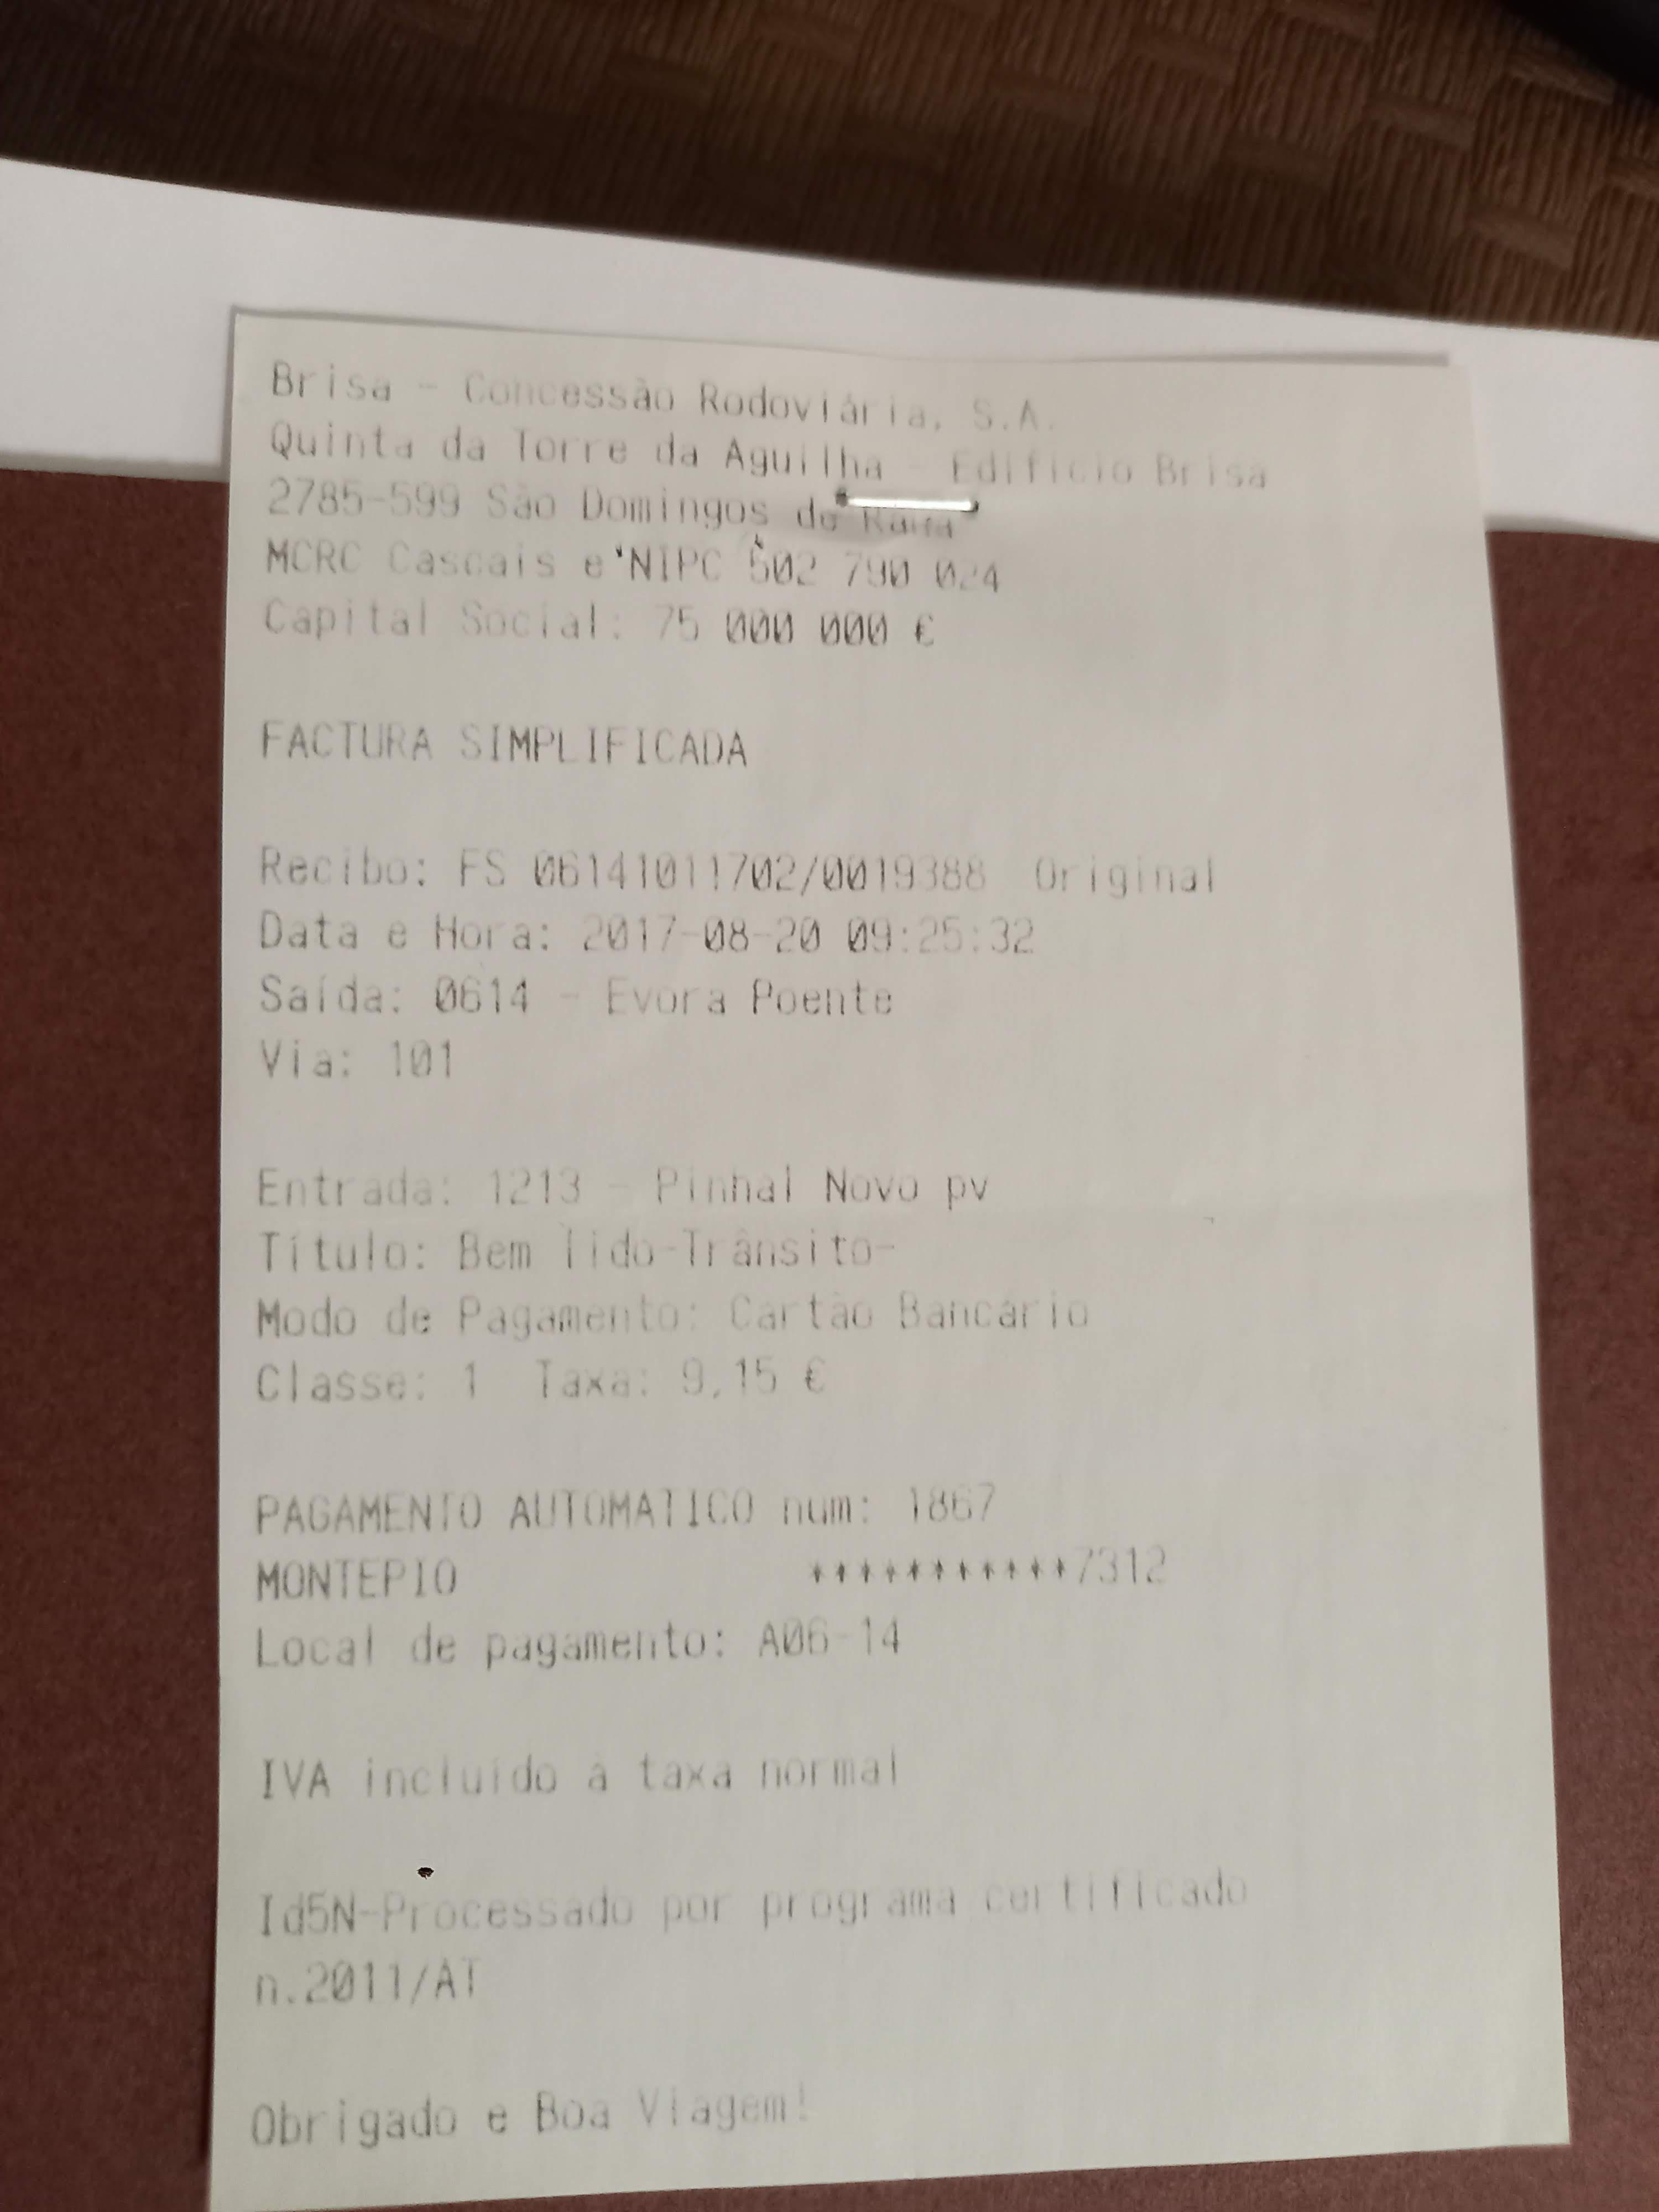 Brisa - Concessão Rodoviária, S.A.
Quinta da Torre da Aguilha - Edifício Brisa
2785-599 São Domingos de Rana
MCRC Cascais e NIPC 502 790 024
Capital Social: 75 000 000 €
FACTURA SIMPLIFICADA
Recibo: FS 06141011702/0019388 Original
Data e Hora: 2017-08-20 09:25:32
Saída: 0614 - Evora Poente
Via: 101
Entrada: 1213 - Pinhal Novo pv
Título: Bem lido-Trânsito-
Modo de Pagamento: Cartão Bancário
Classe: 1 Taxa: 9,15 €
PAGAMENTO AUTOMATICO num: 1867
MONTEPIO ***********7312
Local de pagamento: A06-14
IVA incluído à taxa normal
Id5N-Processado por programa certificado
n.2011/AT
Obrigado e Boa Viagem!